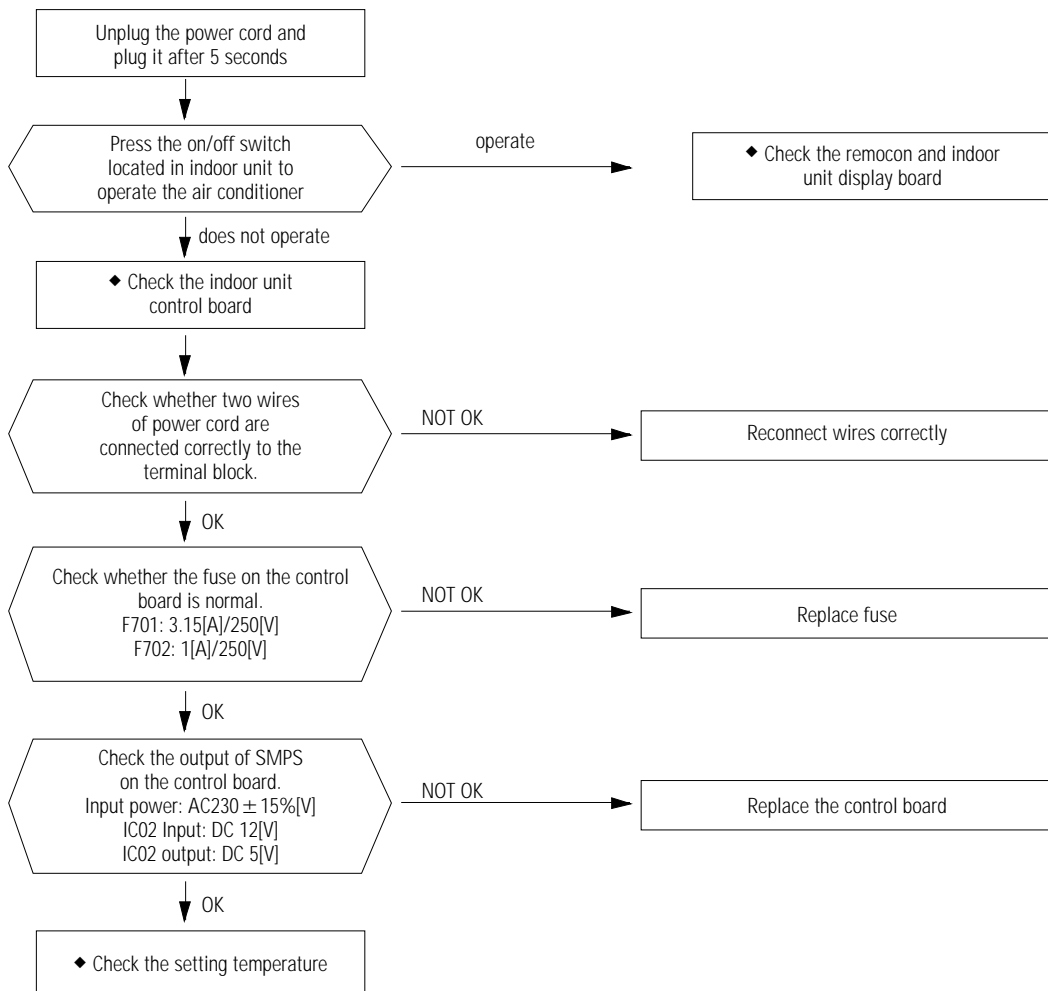 Unplug the power cord and
plug it after 5 seconds
Press the on/off switch
located in indoor unit to
operate the air conditioner
operate
◆ Check the remocon and indoor
unit display board
does not operate
◆ Check the indoor unit
control board
Check whether two wires
of power cord are
connected correctly to the
terminal block.
NOT OK
Reconnect wires correctly
OK
Check whether the fuse on the control
board is normal.
F701: 3.15[A]/250[V]
F702: 1[A]/250[V]
NOT OK
Replace fuse
OK
Check the output of SMPS
on the control board.
Input power: AC230 ± 15%[V]
IC02 Input: DC 12[V]
IC02 output: DC 5[V]
NOT OK
Replace the control board
OK
◆ Check the setting temperature